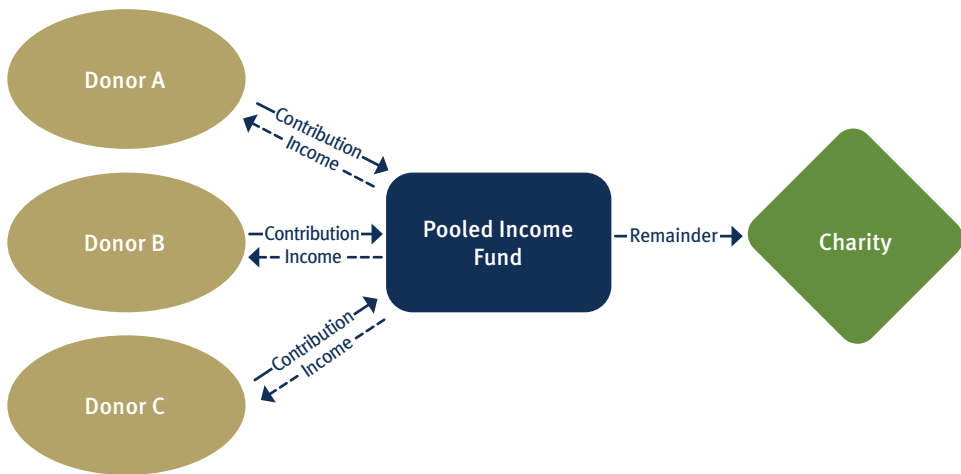 Donor A
Contribution
Income
Donor B
Contribution
Income
Pooled Income
Fund
Remainder
Charity
Contribution
Income
Donor C